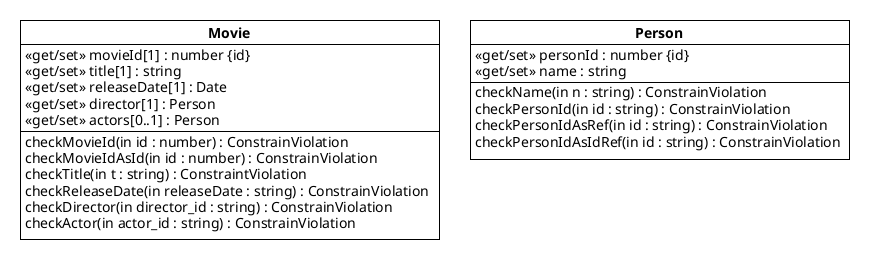 Movie
«get/set» movieId[1] : number {id}
«get/set» title[1] : string
«get/set» releaseDate[1] : Date
«get/set» director[1] : Person
«get/set» actors[0..1] : Person
checkMovieId(in id : number) : ConstrainViolation
checkMovieIdAsId(in id : number) : ConstrainViolation
checkTitle(in t : string) : ConstraintViolation
checkReleaseDate(in releaseDate : string) : ConstrainViolation
checkDirector(in director_id : string) : ConstrainViolation
checkActor(in actor_id : string) : ConstrainViolation
Person
«get/set» personId : number {id}
«get/set» name : string
checkName(in n : string) : ConstrainViolation
checkPersonId(in id : string) : ConstrainViolation
checkPersonIdAsRef(in id : string) : ConstrainViolation
checkPersonIdAsIdRef(in id : string) : ConstrainViolation